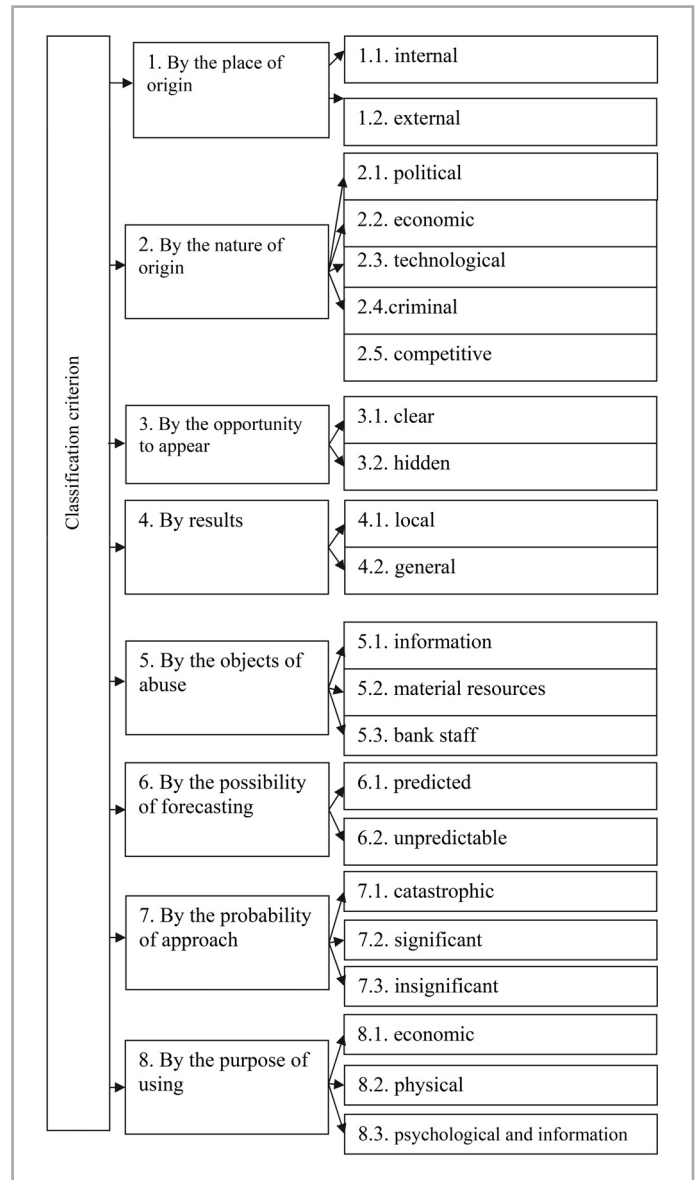 Classification criterion
1. By the place of
origin
1.1. internal
1.2. external
2. By the nature of
origin
2.1. political
2.2. economic
2.3. technological
2.4.criminal
2.5. competitive
3. By the opportunity
to appear
3.1. clear
3.2. hidden
4. By results
4.1. local
4.2. general
5. By the objects of
abuse
5.1. information
5.2. material resources
5.3. bank staff
6. By the possibility
of forecasting
6.1. predicted
6.2. unpredictable
7. By the probability
of approach
7.1. catastrophic
7.2. significant
7.3. insignificant
8. By the purpose of
using
8.1. economic
8.2. physical
8.3. psychological and information